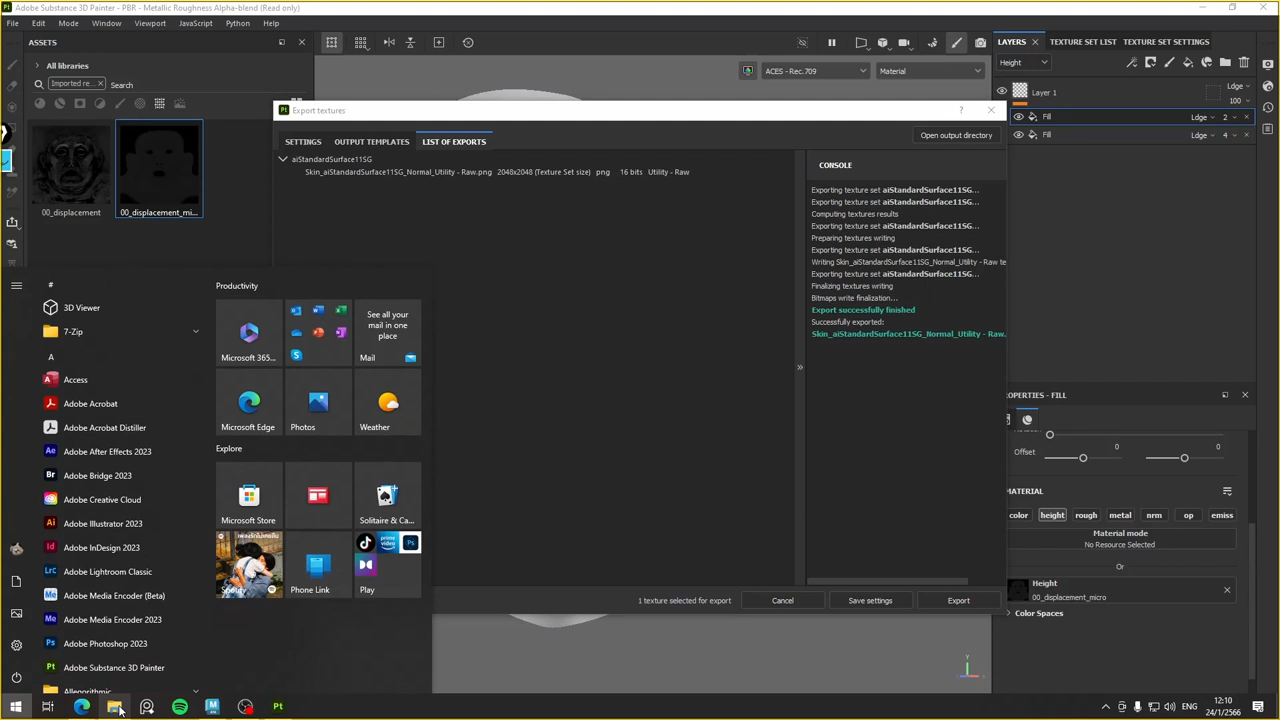 Adobe Substance 3D Painter - PBR - Metallic Roughness Alpha-blend (Read only)
File Edit Mode Window Viewport JavaScript Python Help
ASSETS
All libraries
Imported re... Search
00_displacement
00_displacement_mi...
ACES - Rec.709
Material
LAYERS TEXTURE SET LIST TEXTURE SET SETTINGS
Height
Layer 1 Ldge 100
Fill Ldge 2
Fill Ldge 4
Export textures
SETTINGS OUTPUT TEMPLATES LIST OF EXPORTS
Open output directory
aiStandardSurface11SG
Skin_aiStandardSurface11SG_Normal_Utility - Raw.png 2048x2048 (Texture Set size) png 16 bits Utility - Raw
CONSOLE
Exporting texture set aiStandardSurface11SG...
Exporting texture set aiStandardSurface11SG...
Computing textures results
Exporting texture set aiStandardSurface11SG...
Preparing textures writing
Exporting texture set aiStandardSurface11SG...
Writing Skin_aiStandardSurface11SG_Normal_Utility - Raw te
Exporting texture set aiStandardSurface11SG...
Finalizing textures writing
Bitmaps write finalization...
Export successfully finished
Successfully exported:
Skin_aiStandardSurface11SG_Normal_Utility - Raw.
1 texture selected for export
Cancel
Save settings
Export
#
3D Viewer
7-Zip
A
Access
Adobe Acrobat
Adobe Acrobat Distiller
Adobe After Effects 2023
Adobe Bridge 2023
Adobe Creative Cloud
Adobe Illustrator 2023
Adobe InDesign 2023
Adobe Lightroom Classic
Adobe Media Encoder (Beta)
Adobe Media Encoder 2023
Adobe Photoshop 2023
Adobe Substance 3D Painter
Allegorithmic
Productivity
Microsoft 365...
See all your
mail in one
place
Mail
Microsoft Edge
Photos
Weather
Explore
Microsoft Store
Solitaire & Ca...
Spotify
Phone Link
Play
PROPERTIES - FILL
Offset 0 0
MATERIAL
color height rough metal nrm op emiss
Material mode
No Resource Selected
Or
Height
00_displacement_micro
Color Spaces
ENG
12:10
24/1/2566